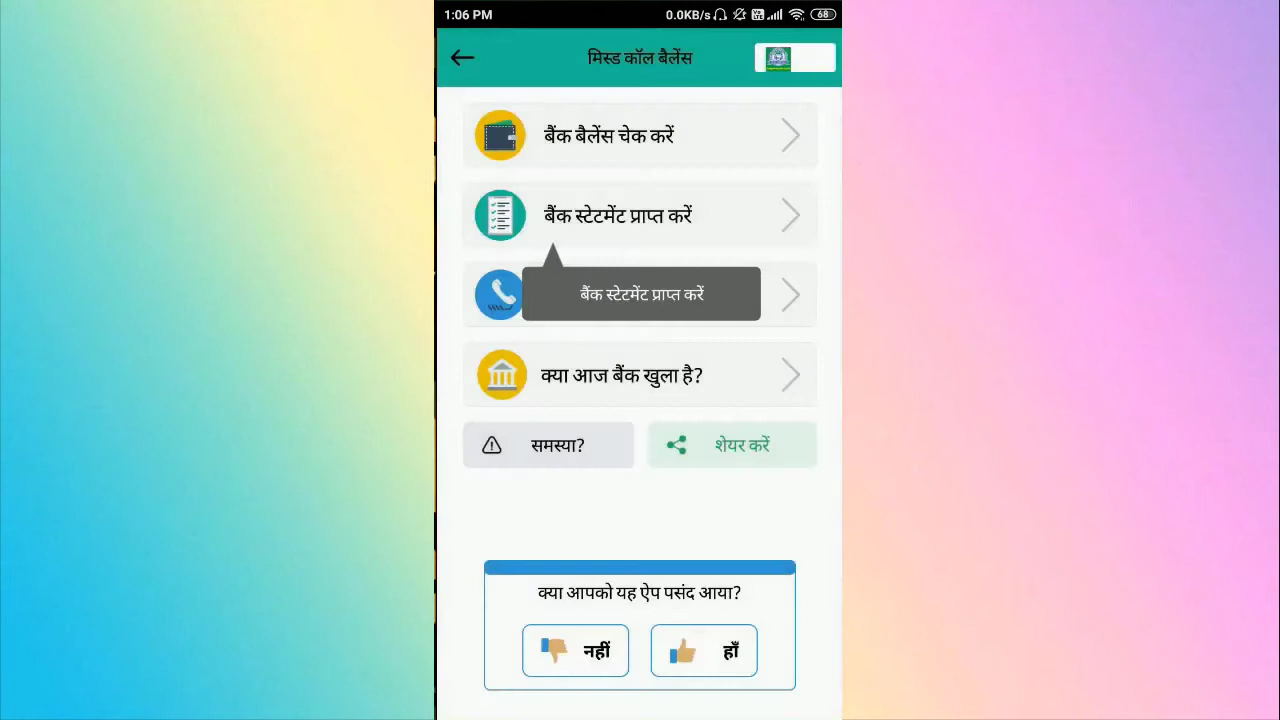 1:06 PM
0.0KB/s
68
मिस्ड कॉल बैलेंस
बैंक बैलेंस चेक करें
बैंक स्टेटमेंट प्राप्त करें
बैंक स्टेटमेंट प्राप्त करें
क्या आज बैंक खुला है?
समस्या?
शेयर करें
क्या आपको यह ऐप पसंद आया?
नहीं
हाँ